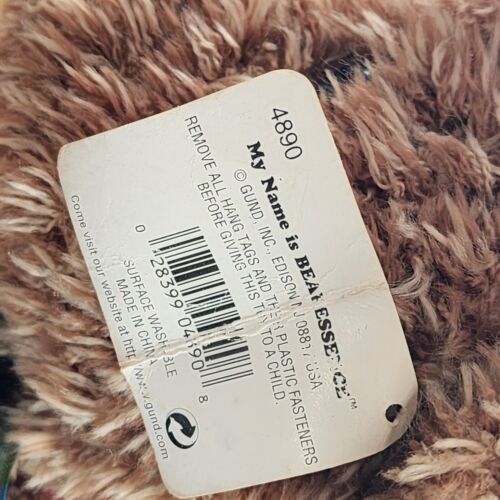 4890
My Name is BEARESSENCE™
© GUND, INC., EDISON NJ 08817 USA
REMOVE ALL HANG TAGS AND THEIR PLASTIC FASTENERS
BEFORE GIVING THIS TOY TO A CHILD.
0 28399 04890 8
SURFACE WASHABLE
MADE IN CHINA
Come visit our website at http://www.gund.com